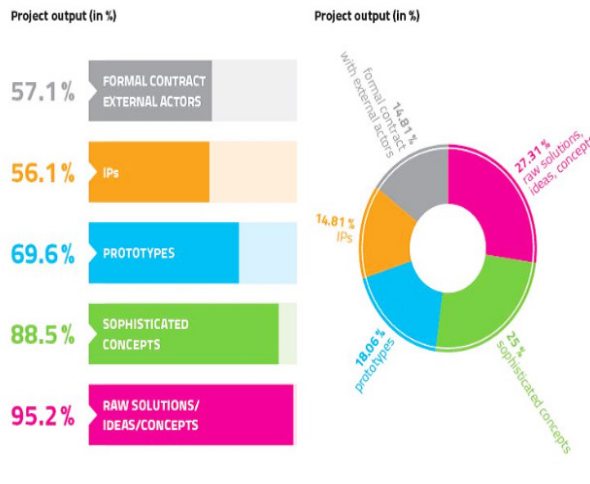 Project output (in %)
57.1%
FORMAL CONTRACT
EXTERNAL ACTORS
56.1%
IPs
69.6%
PROTOTYPES
88.5%
SOPHISTICATED
CONCEPTS
95.2%
RAW SOLUTIONS/
IDEAS/CONCEPTS
Project output (in %)
14.81%
formal contract
with external actors
27.31%
raw solutions,
ideas, concepts
14.81%
IPs
18.06%
prototypes
25 %
sophisticated concepts